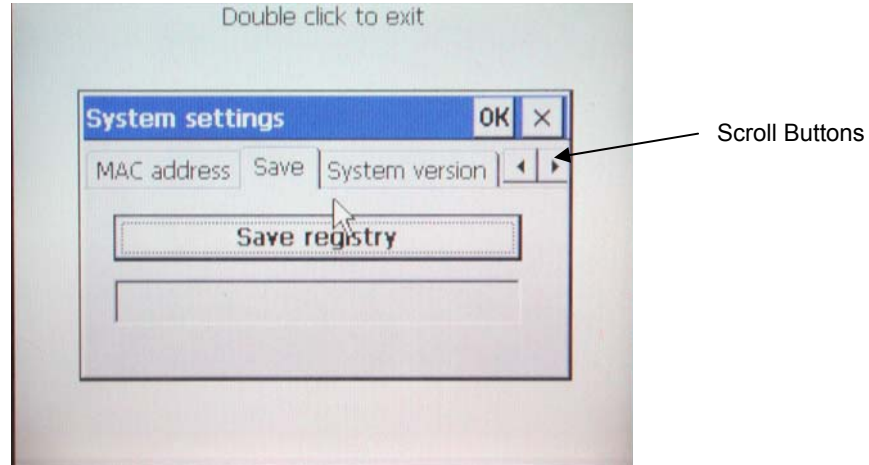 Double click to exit
System settings OK ×
Scroll Buttons
MAC address Save System version
Save registry